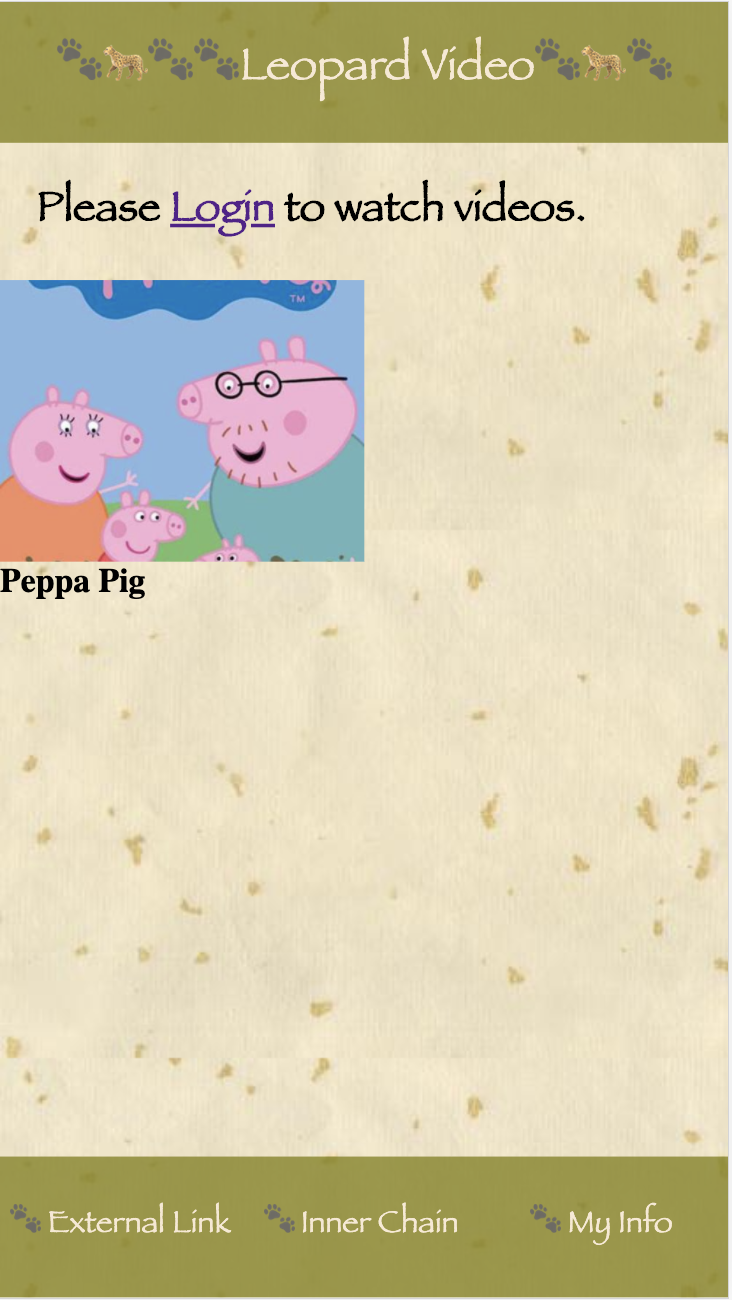 Leopard Video
Please Login to watch videos.
TM
Peppa Pig
External Link Inner Chain My Info